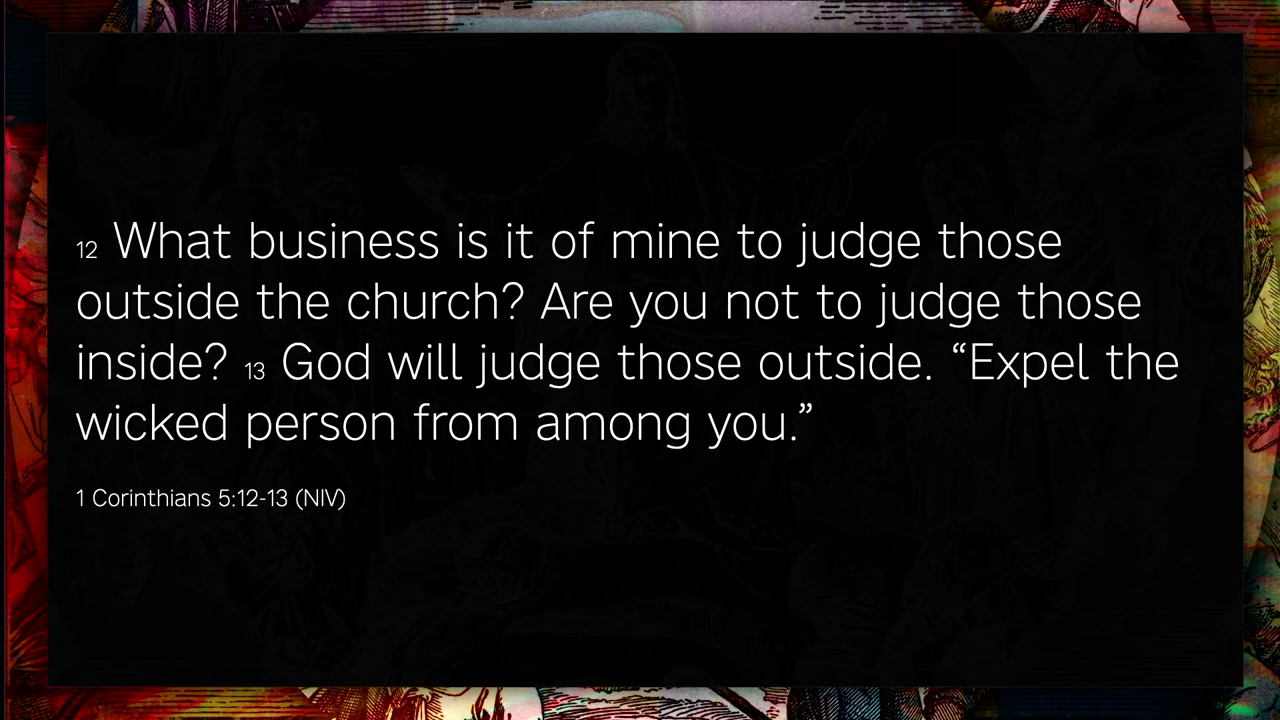 12 What business is it of mine to judge those
outside the church? Are you not to judge those
inside? 13 God will judge those outside. “Expel the
wicked person from among you.”
1 Corinthians 5:12-13 (NIV)